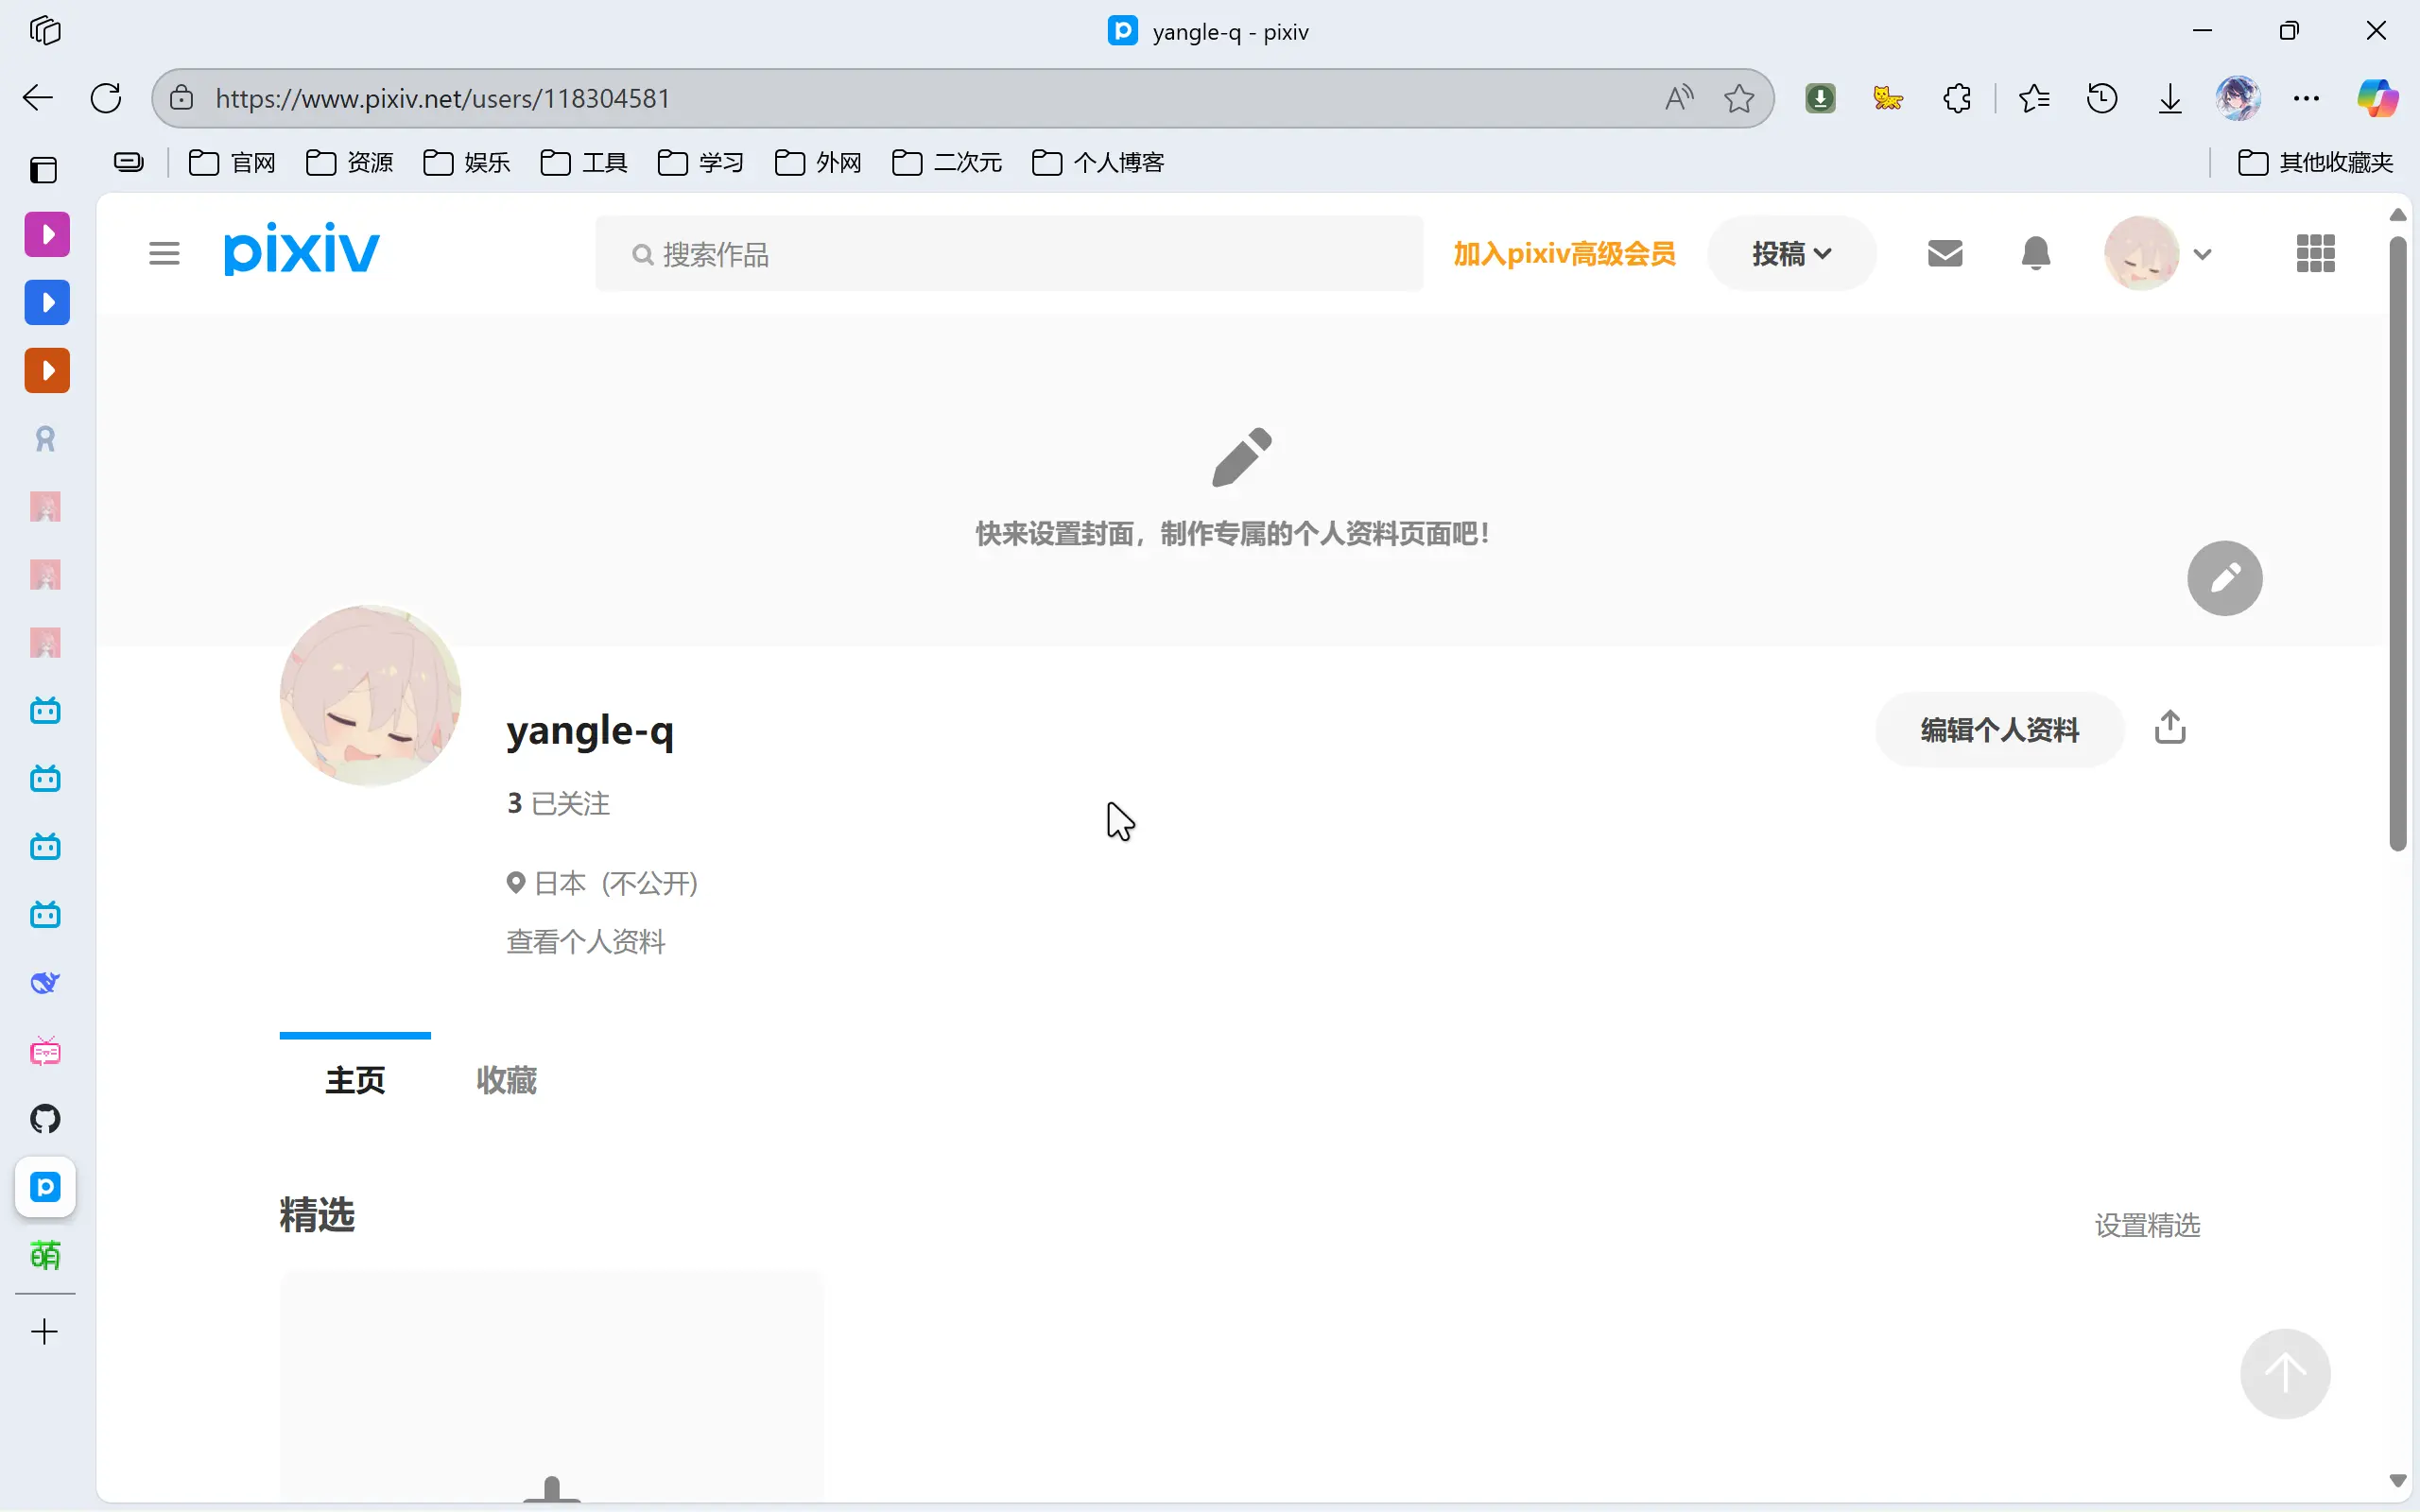 yangle-q - pixiv
https://www.pixiv.net/users/118304581
官网 资源 娱乐 工具 学习 外网 二次元 个人博客 其他收藏夹
pixiv 搜索作品 加入pixiv高级会员 投稿
快来设置封面，制作专属的个人资料页面吧！
yangle-q
编辑个人资料
3 已关注
日本 (不公开)
查看个人资料
主页 收藏
精选
设置精选
萌